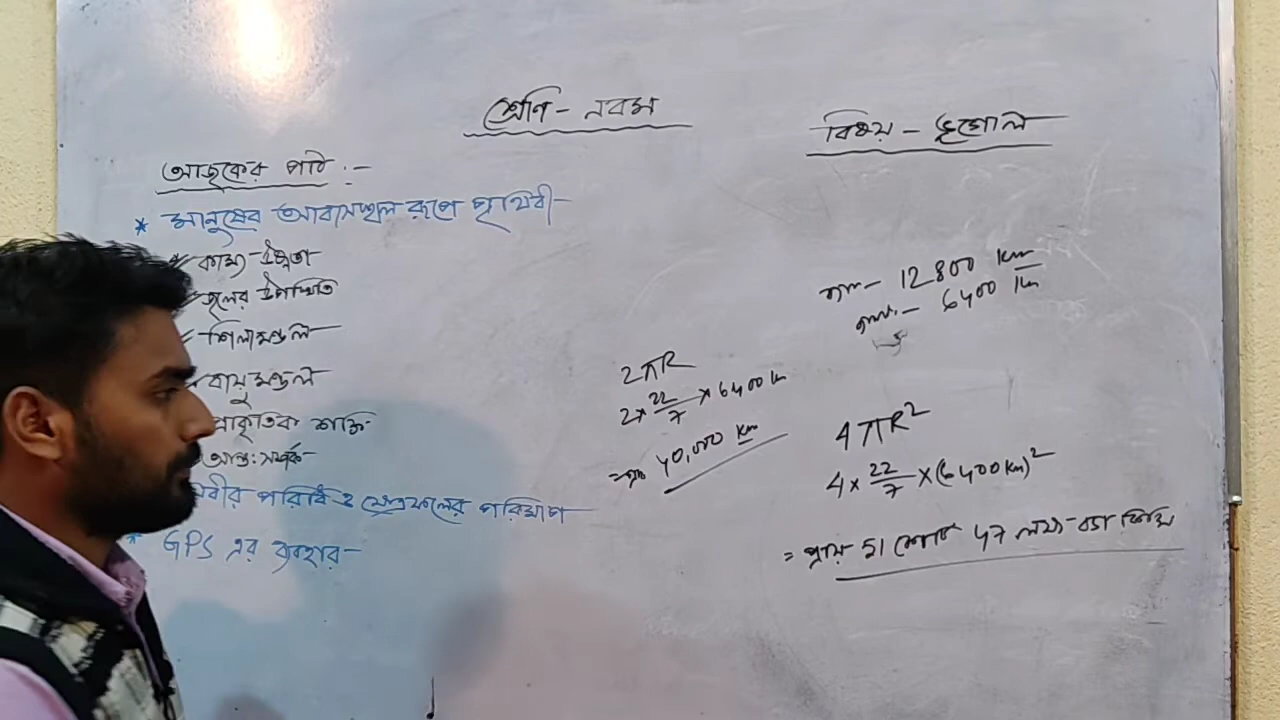 শ্রেণি - নবম
বিষয় - ভূগোল
আজকের পাঠ :-
* মানুষের আবাসস্থল রূপে পৃথিবী -
কাম্য উষ্ণতা
জলের উপস্থিতি
শিলামণ্ডল
বায়ুমণ্ডল
প্রাকৃতিক শক্তি
আন্তঃসম্পর্ক
পরিধি ও ক্ষেত্রফলের পরিমাপ
* GPS এর ব্যবহার -
2πR
2 × 22/7 × 6400 km
40,000 km
12800 km
6400 km
4πR²
4 × 22/7 × (6400 km)²
= প্রায় 51 কোটি 47 লক্ষ বর্গ কিমি